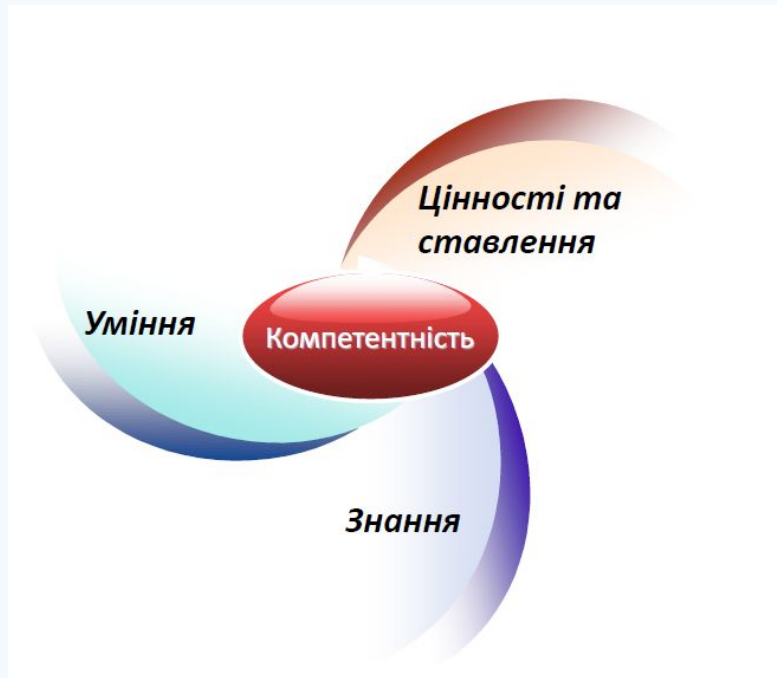 Цінності та
ставлення
Уміння
Компетентність
Знання